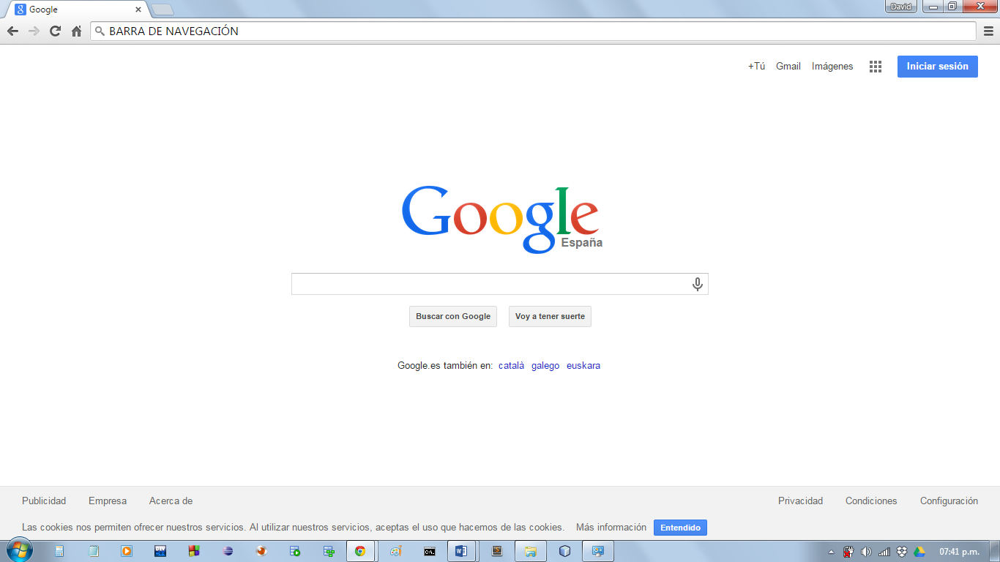 Google
David
BARRA DE NAVEGACIÓN
+Tú Gmail Imágenes Iniciar sesión
Google
España
Buscar con Google Voy a tener suerte
Google.es también en: català galego euskara
Publicidad Empresa Acerca de Privacidad Condiciones Configuración
Las cookies nos permiten ofrecer nuestros servicios. Al utilizar nuestros servicios, aceptas el uso que hacemos de las cookies. Más información Entendido
07:41 p.m.